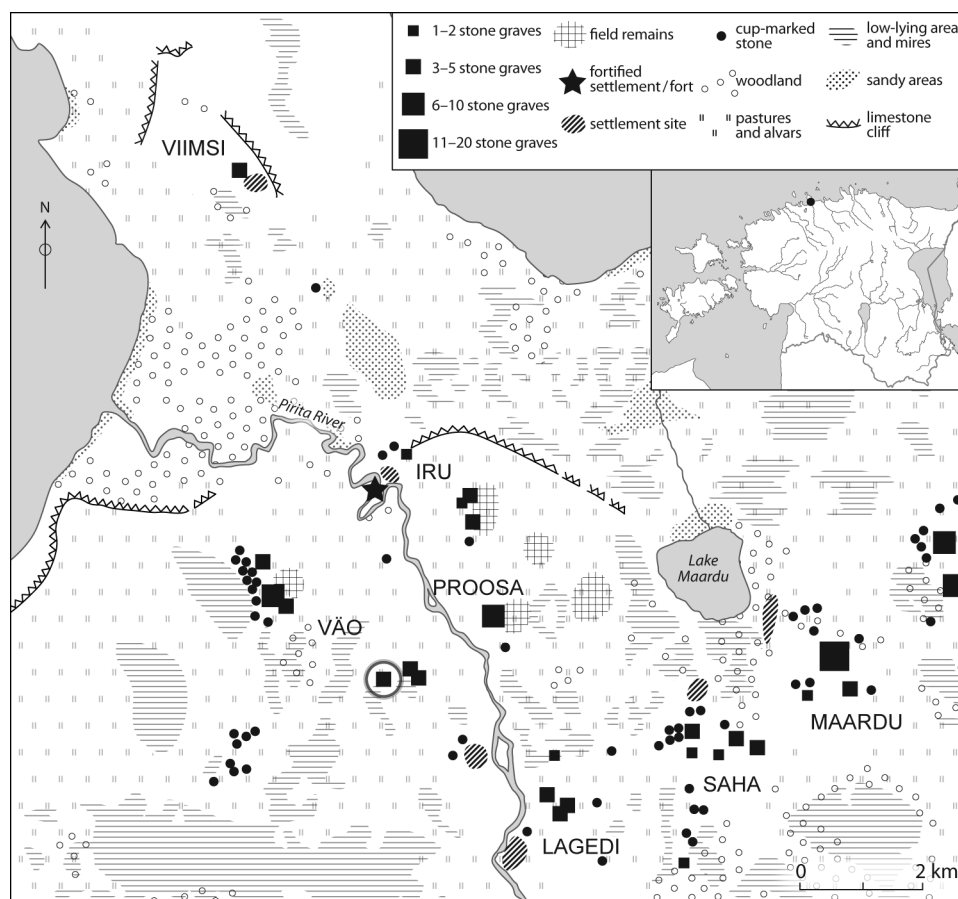 1–2 stone graves
3–5 stone graves
6–10 stone graves
11–20 stone graves
field remains
fortified
settlement/fort
settlement site
cup-marked
stone
woodland
pastures
and alvars
low-lying area
and mires
sandy areas
limestone
cliff
VIIMSI
N
Pirita River
IRU
Lake
Maardu
PROOSA
VÄO
MAARDU
SAHA
LAGEDI
0 2 km